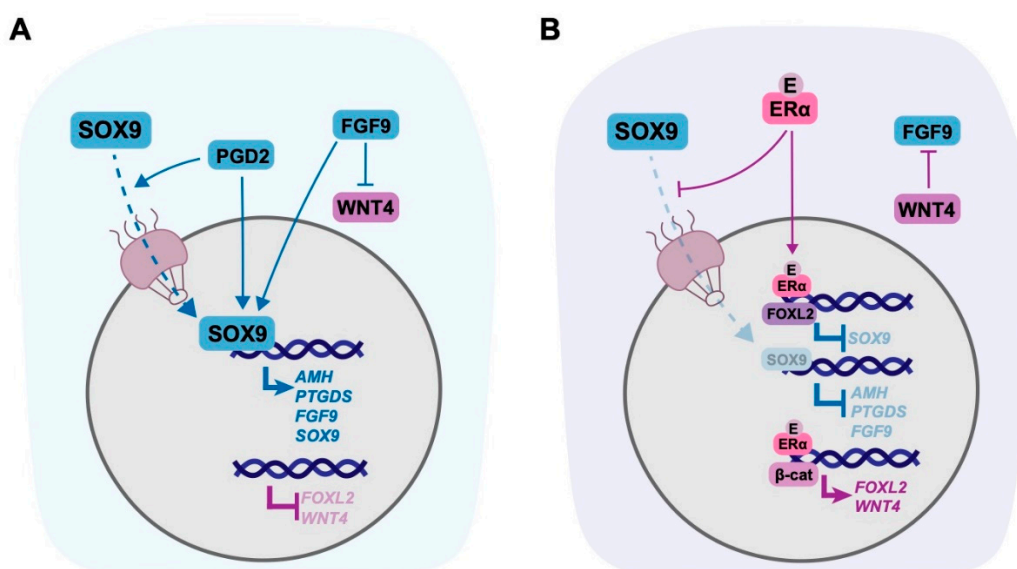 A
SOX9
PGD2
FGF9
WNT4
SOX9
AMH
PTGDS
FGF9
SOX9
FOXL2
WNT4
B
SOX9
E
ERα
FGF9
WNT4
E
ERα
FOXL2
SOX9
SOX9
AMH
PTGDS
FGF9
E
ERα
β-cat
FOXL2
WNT4